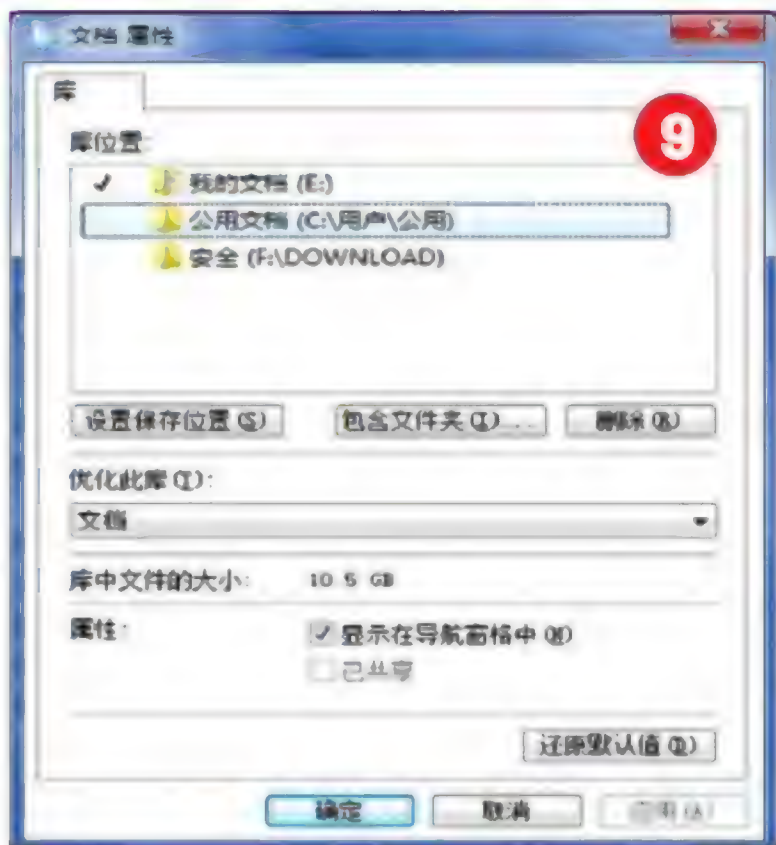 文档 属性
库
9
库位置:
我的文档 (E:)
公用文档 (C:\用户\公用)
安全 (F:\DOWNLOAD)
设置保存位置(S) 包含文件夹(I)... 删除(R)
优化此库(T):
文档
库中文件的大小: 10.5 GB
属性: 显示在导航窗格中(N)
已共享
还原默认值(D)
确定 取消 应用(A)